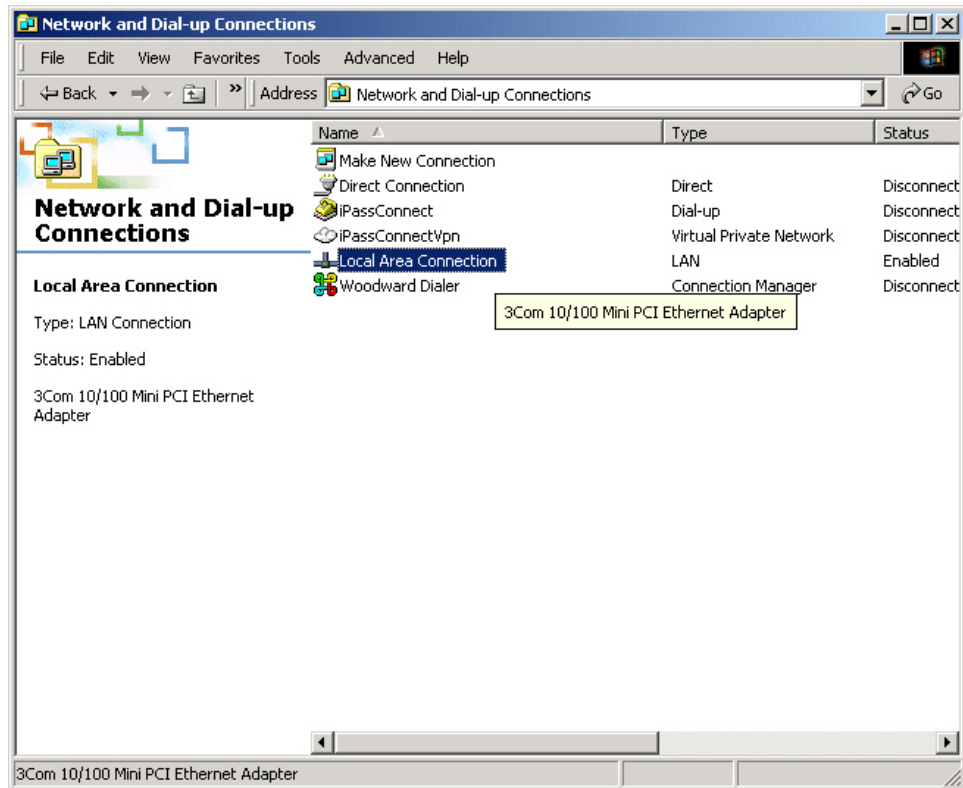 Network and Dial-up Connections
File Edit View Favorites Tools Advanced Help
Back » Address Network and Dial-up Connections Go
Name Type Status
Make New Connection
Direct Connection Direct Disconnect
iPassConnect Dial-up Disconnect
iPassConnectVpn Virtual Private Network Disconnect
Local Area Connection LAN Enabled
Woodward Dialer Connection Manager Disconnect
3Com 10/100 Mini PCI Ethernet Adapter
Network and Dial-up
Connections
Local Area Connection
Type: LAN Connection
Status: Enabled
3Com 10/100 Mini PCI Ethernet
Adapter
3Com 10/100 Mini PCI Ethernet Adapter